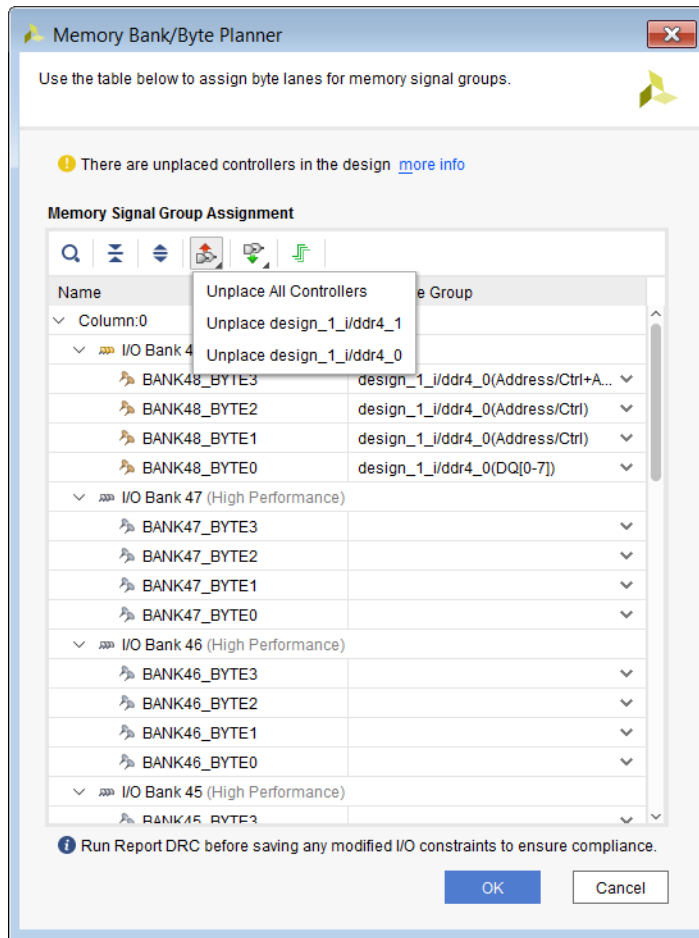 Memory Bank/Byte Planner
Use the table below to assign byte lanes for memory signal groups.
There are unplaced controllers in the design more info
Memory Signal Group Assignment
Unplace All Controllers
Unplace design_1_i/ddr4_1
Unplace design_1_i/ddr4_0
Name e Group
Column:0
I/O Bank 4
BANK48_BYTE3 design_1_i/ddr4_0(Address/Ctrl+A...
BANK48_BYTE2 design_1_i/ddr4_0(Address/Ctrl)
BANK48_BYTE1 design_1_i/ddr4_0(Address/Ctrl)
BANK48_BYTE0 design_1_i/ddr4_0(DQ[0-7])
I/O Bank 47 (High Performance)
BANK47_BYTE3
BANK47_BYTE2
BANK47_BYTE1
BANK47_BYTE0
I/O Bank 46 (High Performance)
BANK46_BYTE3
BANK46_BYTE2
BANK46_BYTE1
BANK46_BYTE0
I/O Bank 45 (High Performance)
BANK45_BYTE3
Run Report DRC before saving any modified I/O constraints to ensure compliance.
OK Cancel